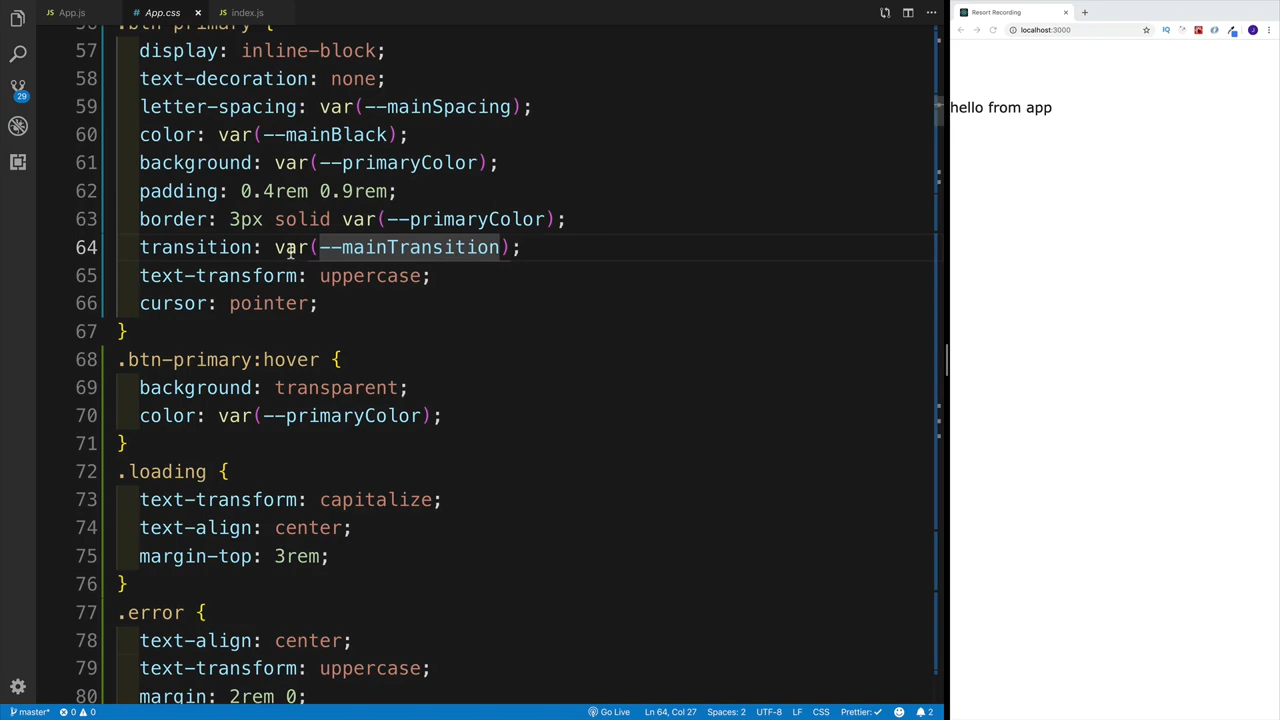 App.js
App.css
index.js
Resort Recording
localhost:3000
IQ
J
hello from app
29
57 display: inline-block;
58 text-decoration: none;
59 letter-spacing: var(--mainSpacing);
60 color: var(--mainBlack);
61 background: var(--primaryColor);
62 padding: 0.4rem 0.9rem;
63 border: 3px solid var(--primaryColor);
64 transition: var(--mainTransition);
65 text-transform: uppercase;
66 cursor: pointer;
67 }
68 .btn-primary:hover {
69 background: transparent;
70 color: var(--primaryColor);
71 }
72 .loading {
73 text-transform: capitalize;
74 text-align: center;
75 margin-top: 3rem;
76 }
77 .error {
78 text-align: center;
79 text-transform: uppercase;
80 margin: 2rem 0;
master* 0 0 Go Live Ln 64, Col 27 Spaces: 2 UTF-8 LF CSS Prettier: ✓ 2